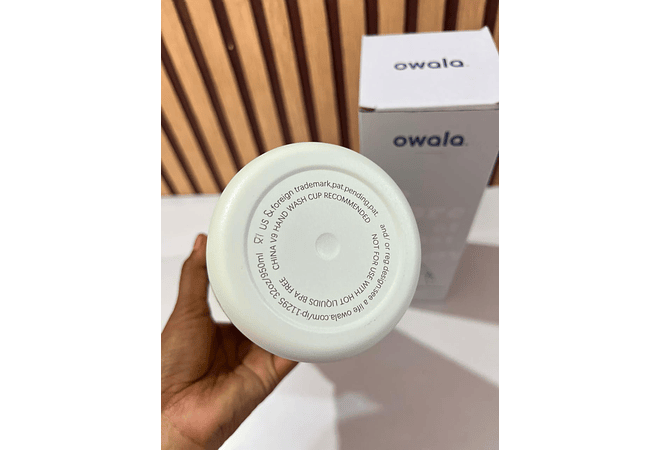 owala.
owala.
us & foreign trademark,pat.pending,pat. and/ or reg design:see a life owala.com/ip-11295 32oz/950ml
CHINA V9 HAND WASH CUP RECOMMENDED NOT FOR USE WITH HOT LIQUIDS BPA FREE